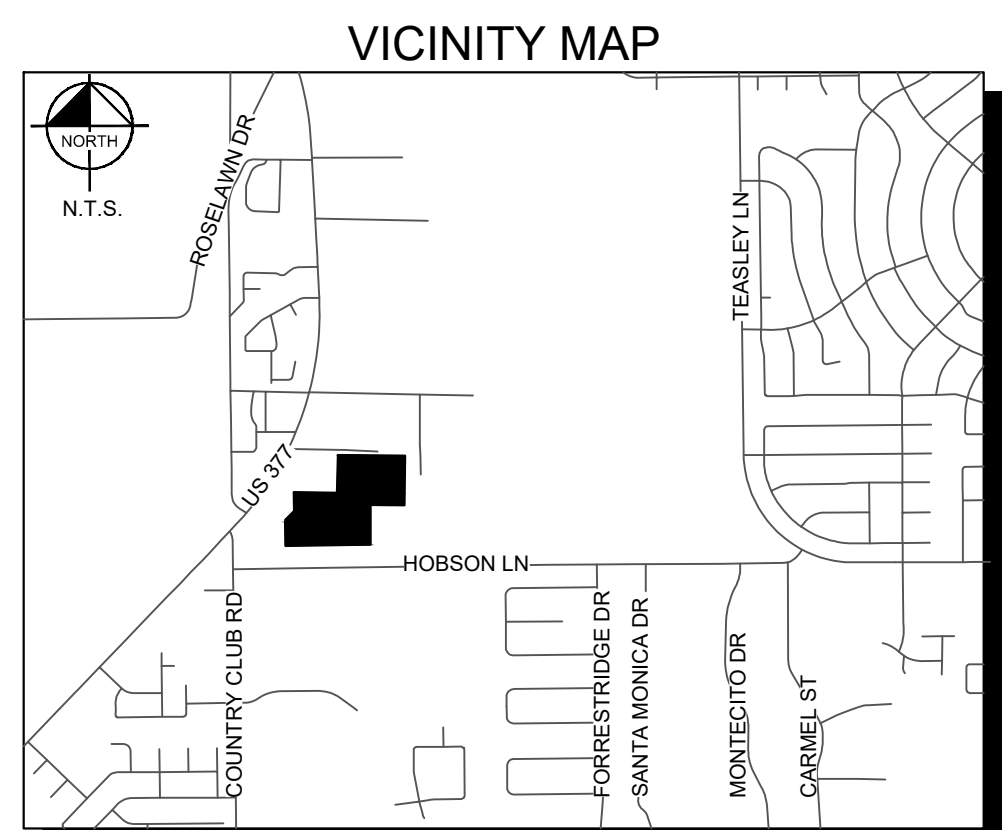 VICINITY MAP
NORTH
N.T.S.
ROSELAWN DR
TEASLEY LN
US 377
HOBSON LN
COUNTRY CLUB RD
FORRESTRIDGE DR
SANTA MONICA DR
MONTECITO DR
CARMEL ST